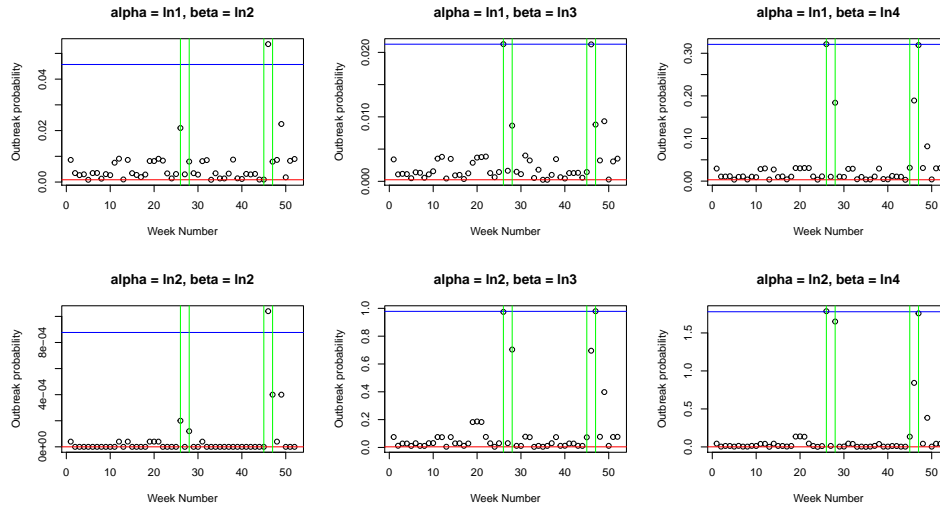 alpha = ln1, beta = ln2
Outbreak probability
0.00 0.02 0.04
0 10 20 30 40 50
Week Number
alpha = ln1, beta = ln3
Outbreak probability
0.000 0.010 0.020
0 10 20 30 40 50
Week Number
alpha = ln1, beta = ln4
Outbreak probability
0.00 0.10 0.20 0.30
0 10 20 30 40 50
Week Number
alpha = ln2, beta = ln2
Outbreak probability
0e+00 4e-04 8e-04
0 10 20 30 40 50
Week Number
alpha = ln2, beta = ln3
Outbreak probability
0.0 0.2 0.4 0.6 0.8 1.0
0 10 20 30 40 50
Week Number
alpha = ln2, beta = ln4
Outbreak probability
0.0 0.5 1.0 1.5
0 10 20 30 40 50
Week Number